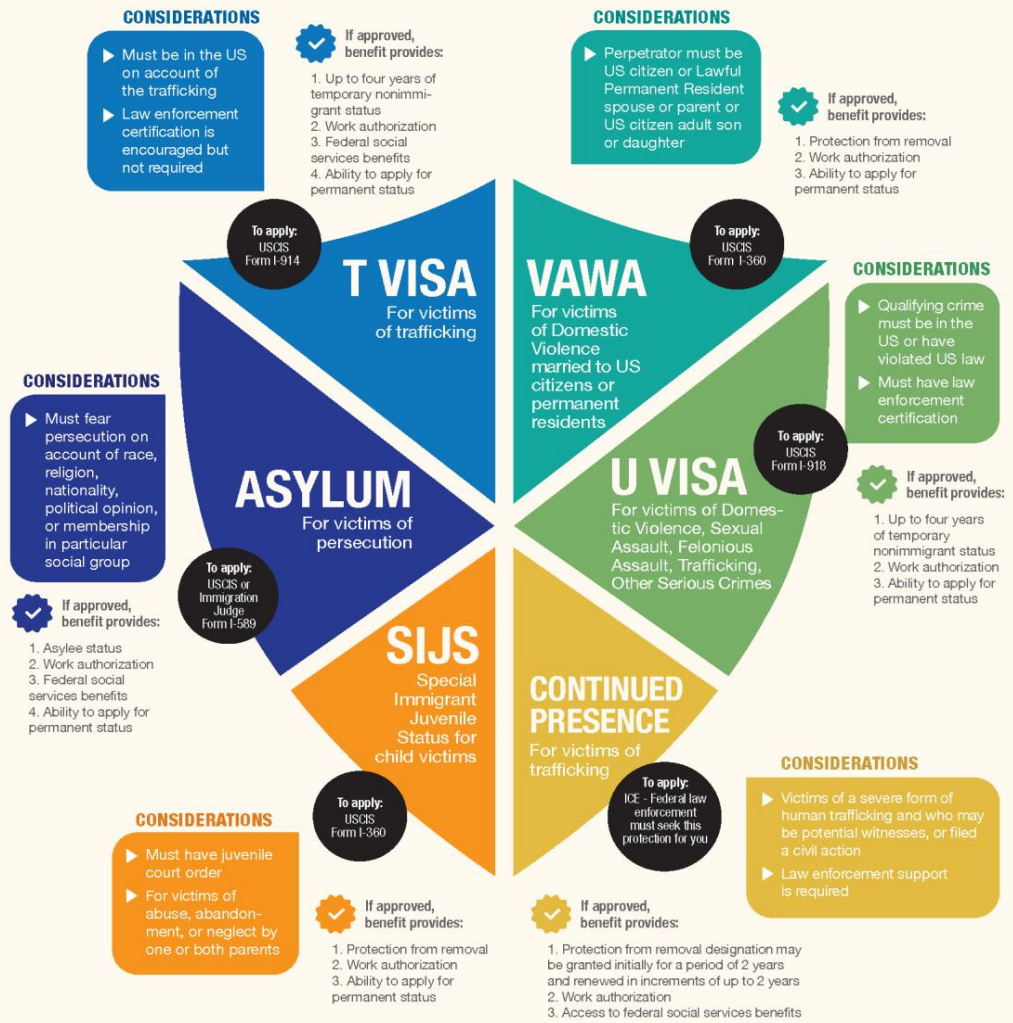 CONSIDERATIONS
Must be in the US
on account of
the trafficking
Law enforcement
certification is
encouraged but
not required
If approved,
benefit provides:
1. Up to four years of
temporary nonimmi-
grant status
2. Work authorization
3. Federal social
services benefits
4. Ability to apply for
permanent status
To apply:
USCIS
Form I-914
T VISA
For victims
of trafficking
CONSIDERATIONS
Perpetrator must be
US citizen or Lawful
Permanent Resident
spouse or parent or
US citizen adult son
or daughter
If approved,
benefit provides:
1. Protection from removal
2. Work authorization
3. Ability to apply for
permanent status
To apply:
USCIS
Form I-360
VAWA
For victims
of Domestic
Violence
married to US
citizens or
permanent
residents
CONSIDERATIONS
Must fear
persecution on
account of race,
religion,
nationality,
political opinion,
or membership
in particular
social group
If approved,
benefit provides:
1. Asylee status
2. Work authorization
3. Federal social
services benefits
4. Ability to apply for
permanent status
To apply:
USCIS or
Immigration
Judge
Form I-589
ASYLUM
For victims of
persecution
CONSIDERATIONS
Qualifying crime
must be in the
US or have
violated US law
Must have law
enforcement
certification
If approved,
benefit provides:
1. Up to four years
of temporary
nonimmigrant status
2. Work authorization
3. Ability to apply for
permanent status
To apply:
USCIS
Form I-918
U VISA
For victims of Domes-
tic Violence, Sexual
Assault, Felonious
Assault, Trafficking,
Other Serious Crimes
SIJS
Special
Immigrant
Juvenile
Status for
child victims
To apply:
USCIS
Form I-360
CONSIDERATIONS
Must have juvenile
court order
For victims of
abuse, abandon-
ment, or neglect by
one or both parents
If approved,
benefit provides:
1. Protection from removal
2. Work authorization
3. Ability to apply for
permanent status
CONTINUED
PRESENCE
For victims of
trafficking
To apply:
ICE - Federal law
enforcement
must seek this
protection for you
CONSIDERATIONS
Victims of a severe form of
human trafficking and who may
be potential witnesses, or filed
a civil action
Law enforcement support
is required
If approved,
benefit provides:
1. Protection from removal designation may
be granted initially for a period of 2 years
and renewed in increments of up to 2 years
2. Work authorization
3. Access to federal social services benefits